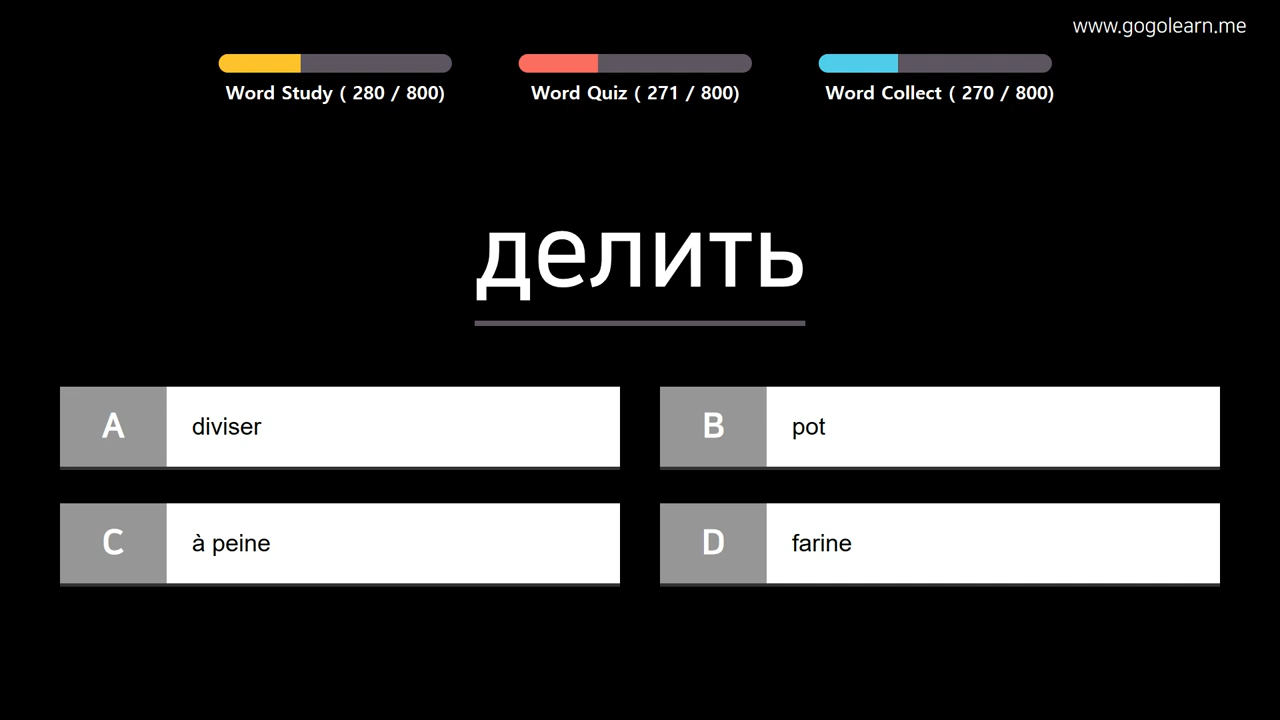 www.gogolearn.me
Word Study ( 280 / 800)
Word Quiz ( 271 / 800)
Word Collect ( 270 / 800)
делить
A diviser
B pot
C à peine
D farine